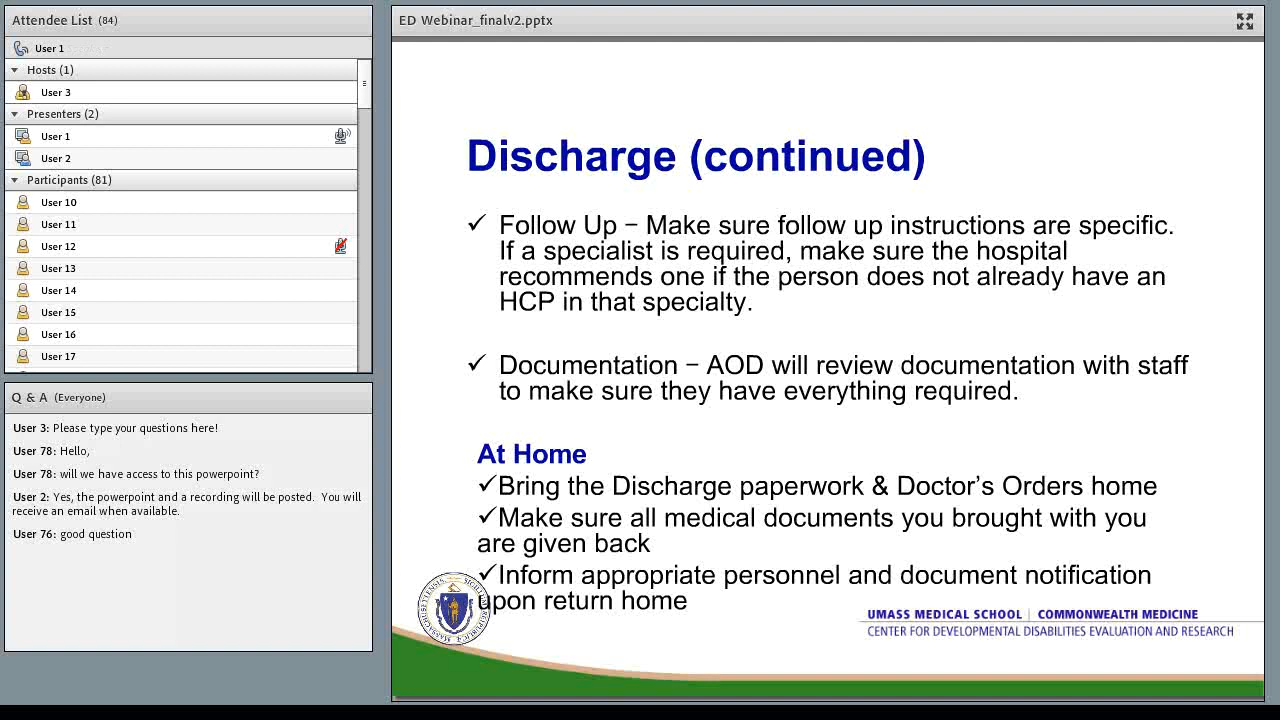 Attendee List (84)
User 1
Hosts (1)
User 3
Presenters (2)
User 1
User 2
Participants (81)
User 10
User 11
User 12
User 13
User 14
User 15
User 16
User 17
Q & A (Everyone)
User 3: Please type your questions here!
User 78: Hello,
User 78: will we have access to this powerpoint?
User 2: Yes, the powerpoint and a recording will be posted. You will
receive an email when available.
User 76: good question
ED Webinar_finalv2.pptx
Discharge (continued)
✓ Follow Up – Make sure follow up instructions are specific.
If a specialist is required, make sure the hospital
recommends one if the person does not already have an
HCP in that specialty.
✓ Documentation – AOD will review documentation with staff
to make sure they have everything required.
At Home
✓Bring the Discharge paperwork & Doctor's Orders home
✓Make sure all medical documents you brought with you
are given back
✓Inform appropriate personnel and document notification
upon return home
UMASS MEDICAL SCHOOL | COMMONWEALTH MEDICINE
CENTER FOR DEVELOPMENTAL DISABILITIES EVALUATION AND RESEARCH